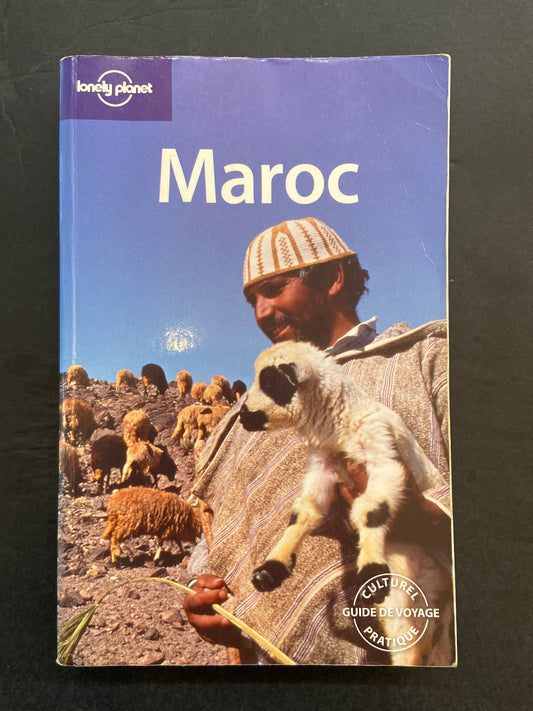 lonely planet
Maroc
CULTUREL
GUIDE DE VOYAGE
PRATIQUE